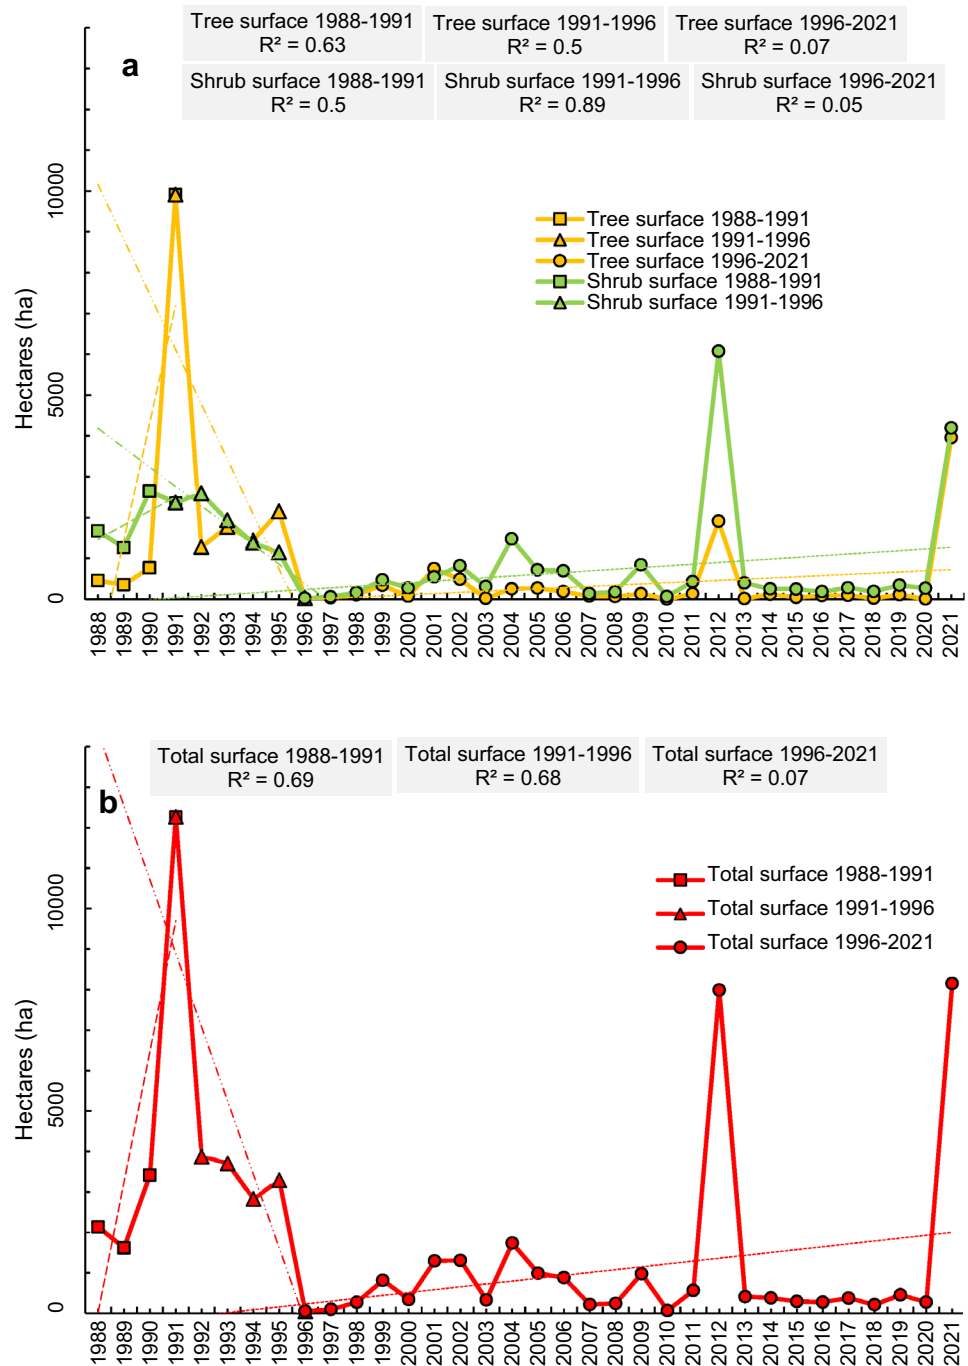 Tree surface 1988-1991
R² = 0.63
Tree surface 1991-1996
R² = 0.5
Tree surface 1996-2021
R² = 0.07
a
Shrub surface 1988-1991
R² = 0.5
Shrub surface 1991-1996
R² = 0.89
Shrub surface 1996-2021
R² = 0.05
Hectares (ha)
10000
5000
0
Tree surface 1988-1991
Tree surface 1991-1996
Tree surface 1996-2021
Shrub surface 1988-1991
Shrub surface 1991-1996
1988
1989
1990
1991
1992
1993
1994
1995
1996
1997
1998
1999
2000
2001
2002
2003
2004
2005
2006
2007
2008
2009
2010
2011
2012
2013
2014
2015
2016
2017
2018
2019
2020
2021
Total surface 1988-1991
R² = 0.69
Total surface 1991-1996
R² = 0.68
Total surface 1996-2021
R² = 0.07
b
Hectares (ha)
10000
5000
0
Total surface 1988-1991
Total surface 1991-1996
Total surface 1996-2021
1988
1989
1990
1991
1992
1993
1994
1995
1996
1997
1998
1999
2000
2001
2002
2003
2004
2005
2006
2007
2008
2009
2010
2011
2012
2013
2014
2015
2016
2017
2018
2019
2020
2021